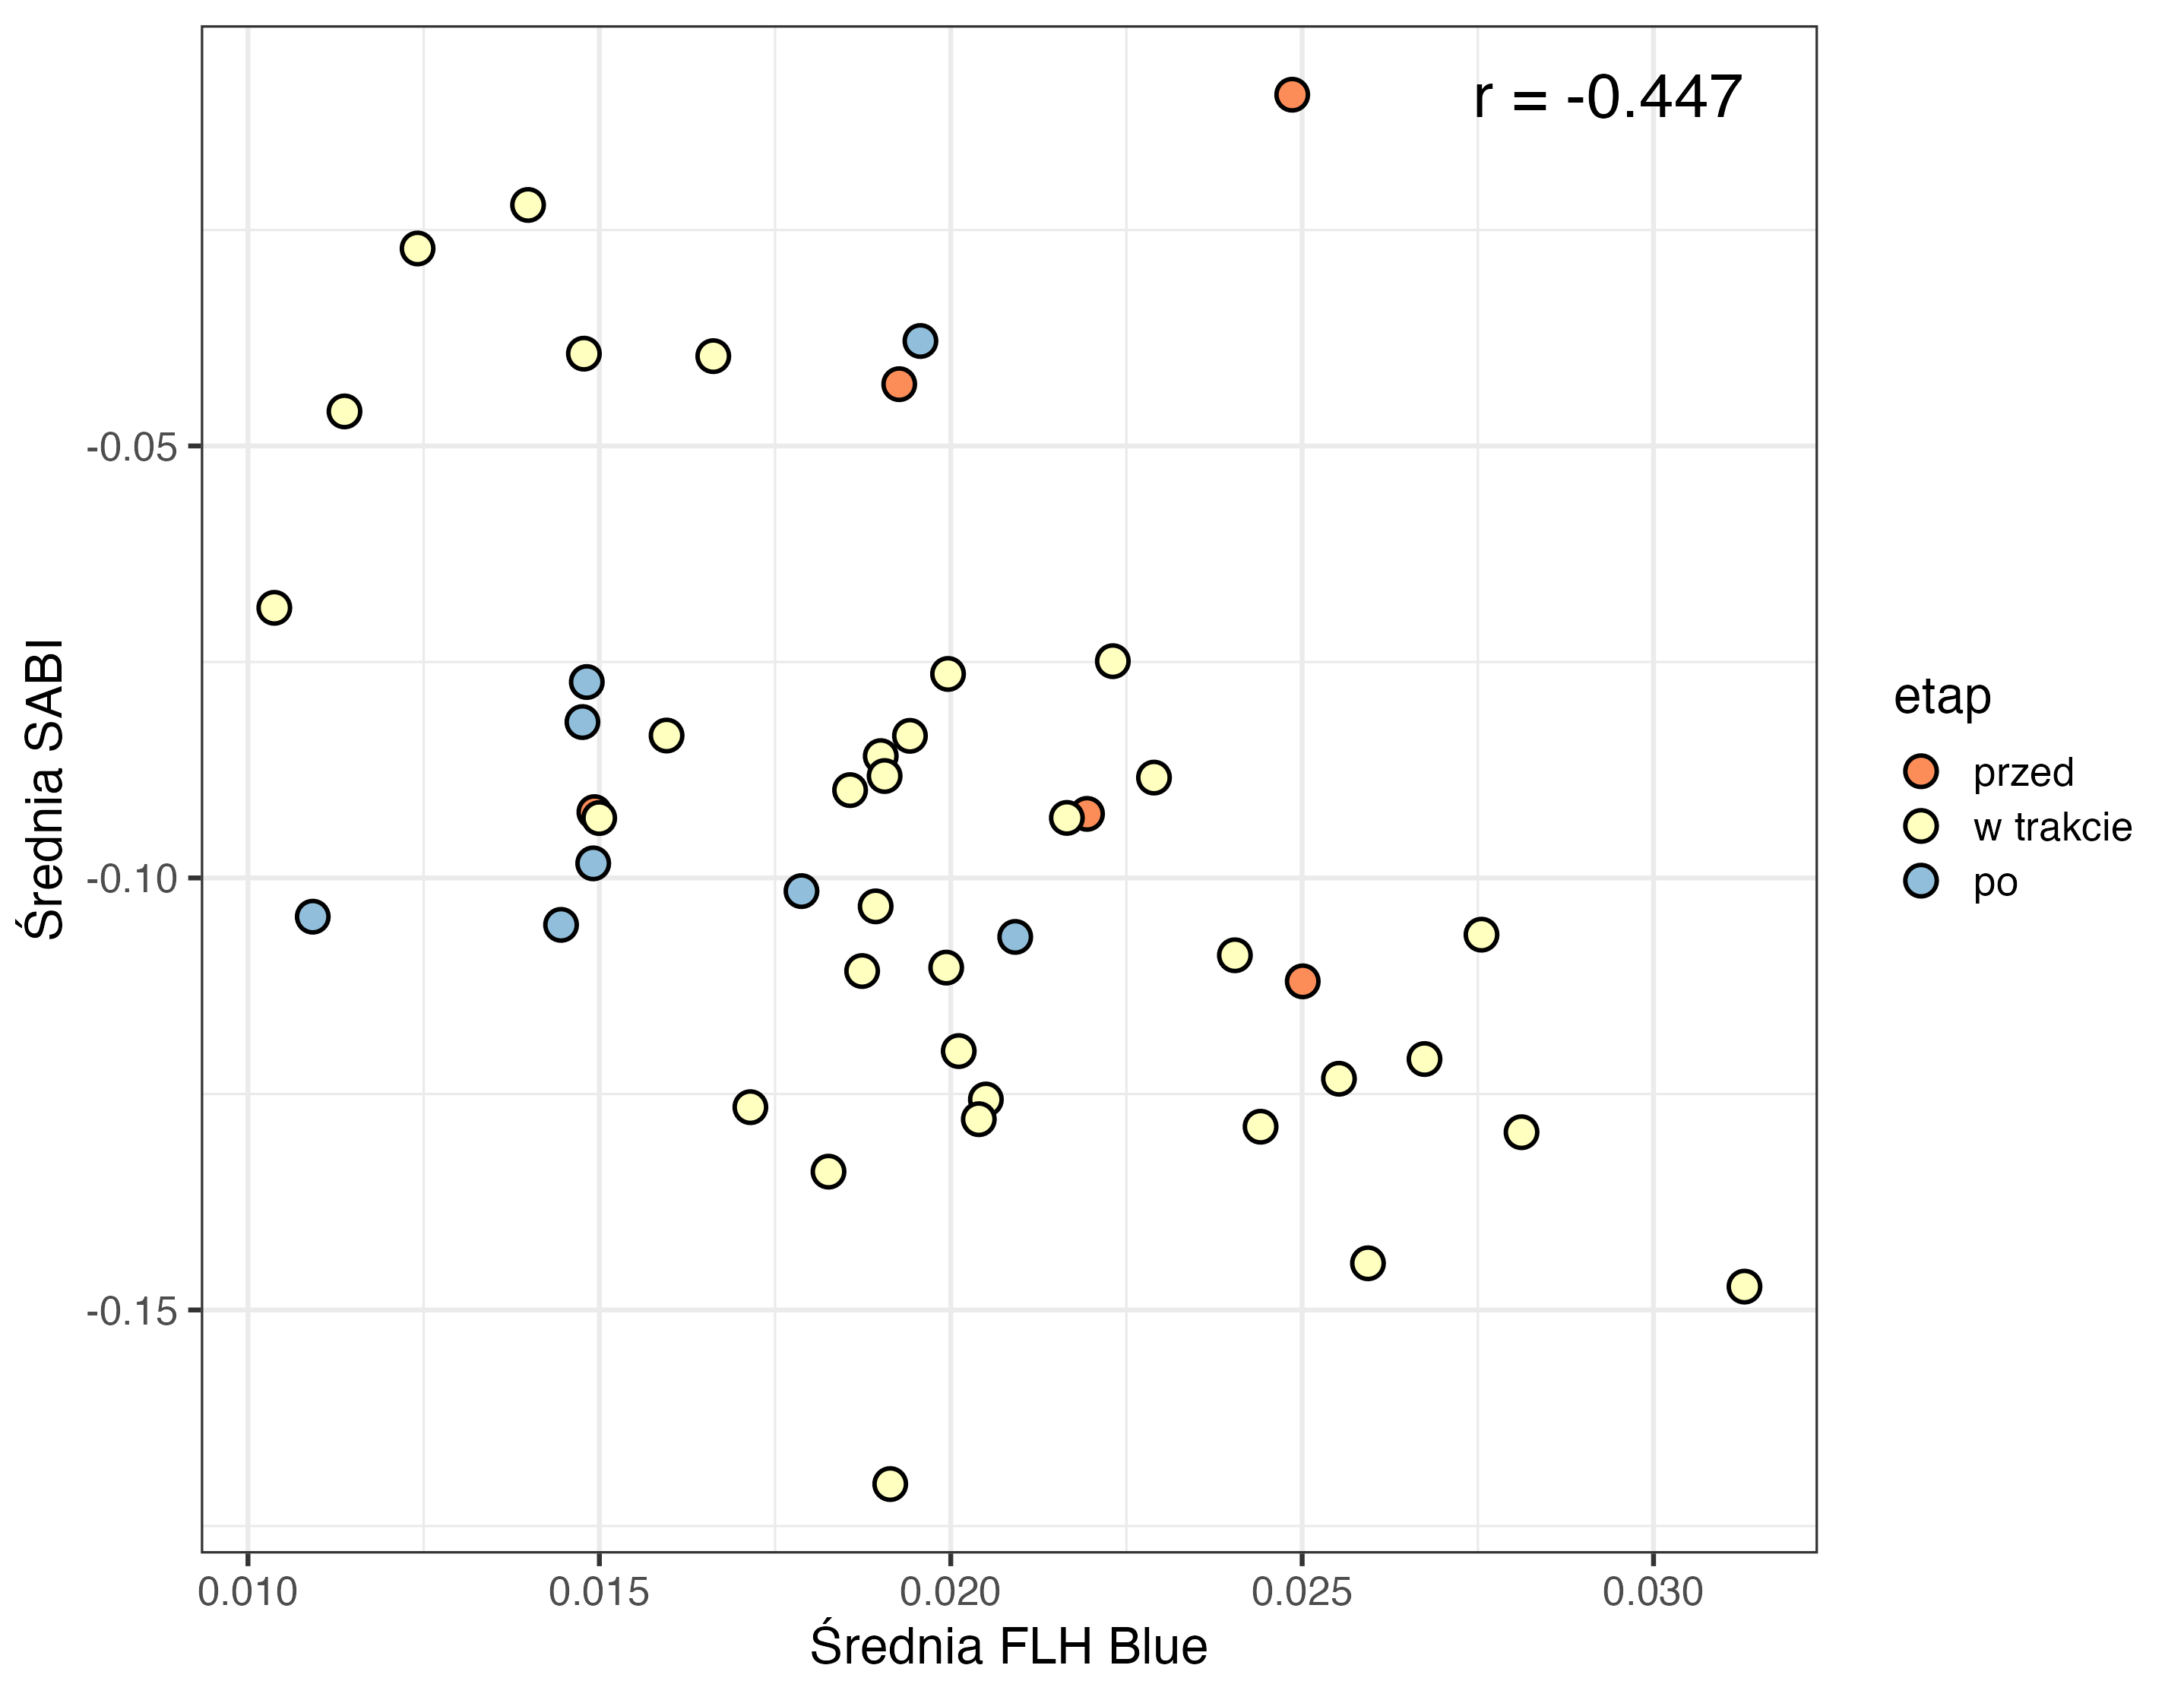 r = -0.447
Średnia SABI
-0.05
-0.10
-0.15
0.010 0.015 0.020 0.025 0.030
Średnia FLH Blue
etap
przed
w trakcie
po